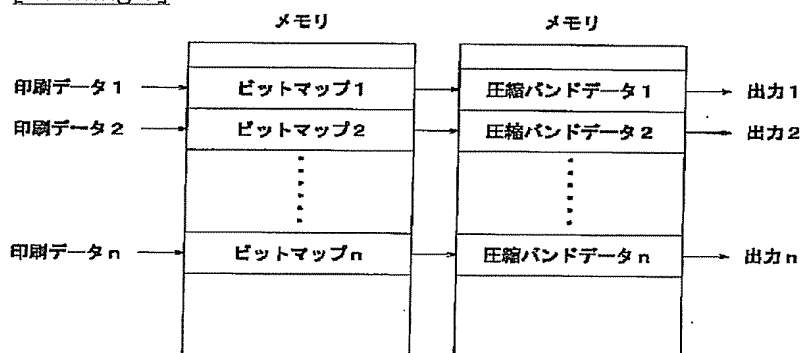 メモリ メモリ
印刷データ1 ビットマップ1 圧縮バンドデータ1 出力1
印刷データ2 ビットマップ2 圧縮バンドデータ2 出力2
印刷データn ビットマップn 圧縮バンドデータn 出力n